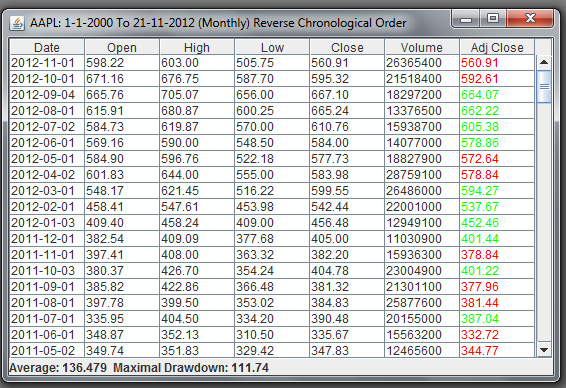 AAPL: 1-1-2000 To 21-11-2012 (Monthly) Reverse Chronological Order
Date Open High Low Close Volume Adj Close
2012-11-01 598.22 603.00 505.75 560.91 26365400 560.91
2012-10-01 671.16 676.75 587.70 595.32 21518400 592.61
2012-09-04 665.76 705.07 656.00 667.10 18297200 664.07
2012-08-01 615.91 680.87 600.25 665.24 13376500 662.22
2012-07-02 584.73 619.87 570.00 610.76 15938700 605.38
2012-06-01 569.16 590.00 548.50 584.00 14077000 578.86
2012-05-01 584.90 596.76 522.18 577.73 18827900 572.64
2012-04-02 601.83 644.00 555.00 583.98 28759100 578.84
2012-03-01 548.17 621.45 516.22 599.55 26486000 594.27
2012-02-01 458.41 547.61 453.98 542.44 22001000 537.67
2012-01-03 409.40 458.24 409.00 456.48 12949100 452.46
2011-12-01 382.54 409.09 377.68 405.00 11030900 401.44
2011-11-01 397.41 408.00 363.32 382.20 15936300 378.84
2011-10-03 380.37 426.70 354.24 404.78 23004900 401.22
2011-09-01 385.82 422.86 366.48 381.32 21301100 377.96
2011-08-01 397.78 399.50 353.02 384.83 25877600 381.44
2011-07-01 335.95 404.50 334.20 390.48 20155000 387.04
2011-06-01 348.87 352.13 310.50 335.67 15563200 332.72
2011-05-02 349.74 351.83 329.42 347.83 12465600 344.77
Average: 136.479 Maximal Drawdown: 111.74